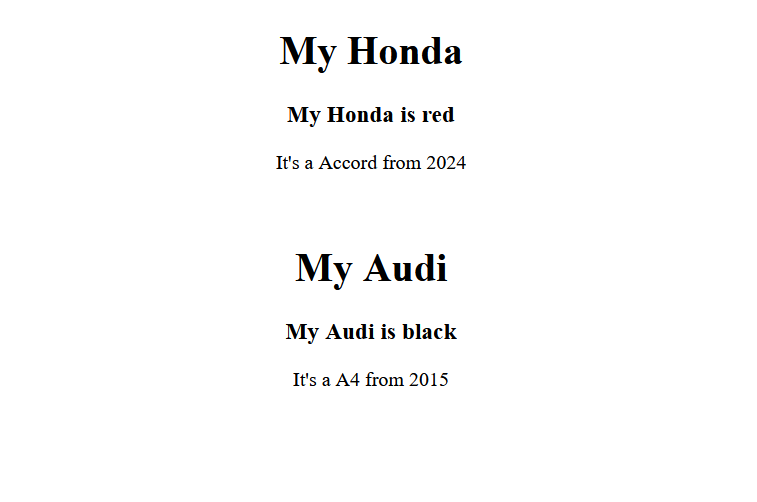 My Honda
My Honda is red
It's a Accord from 2024
My Audi
My Audi is black
It's a A4 from 2015